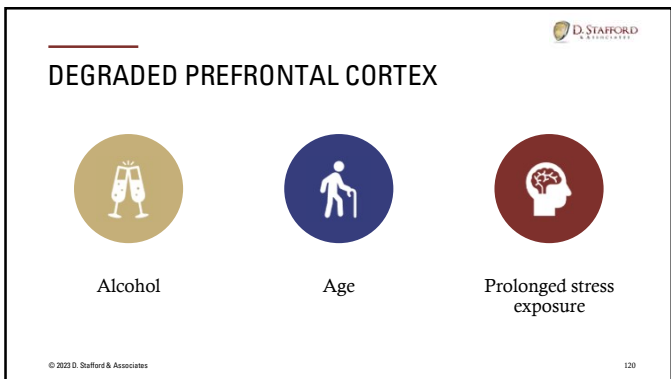 D. STAFFORD
& ASSOCIATES
DEGRADED PREFRONTAL CORTEX
Alcohol
Age
Prolonged stress
exposure
© 2023 D. Stafford & Associates
120